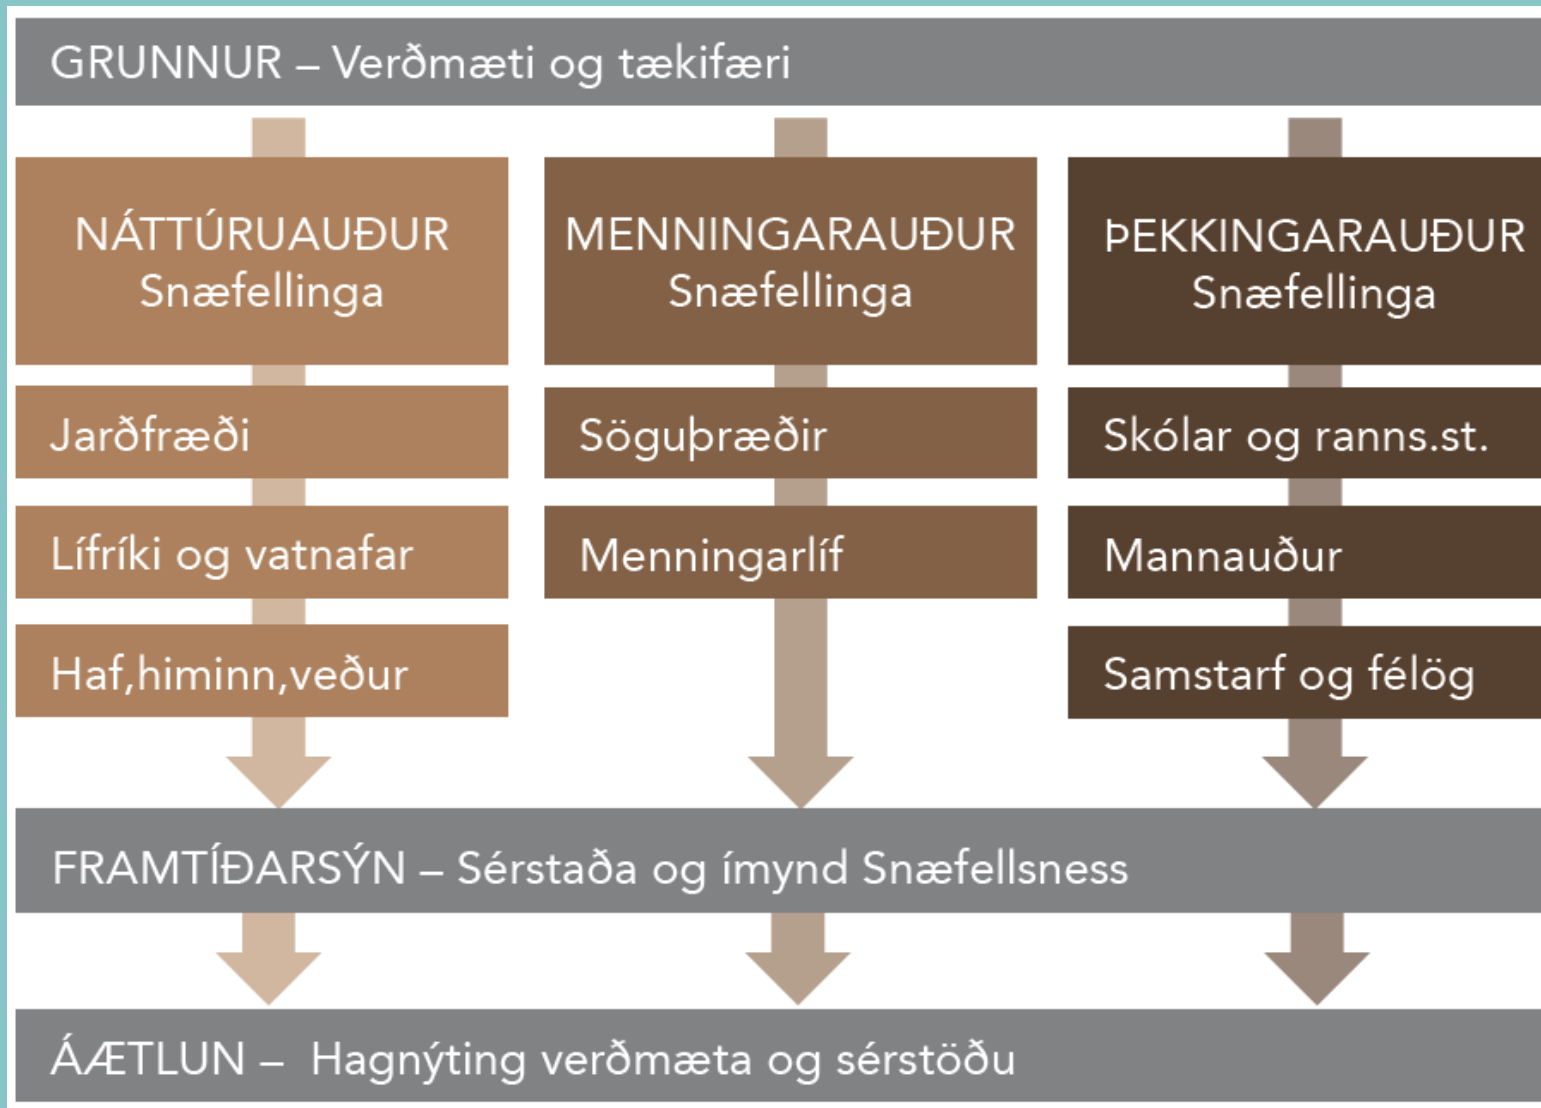 GRUNNUR – Verðmæti og tækifæri
NÁTTÚRUAUÐUR
Snæfellinga
Jarðfræði
Lífríki og vatnafar
Haf,himinn,veður
MENNINGARAUÐUR
Snæfellinga
Söguþræðir
Menningarlíf
ÞEKKINGARAUÐUR
Snæfellinga
Skólar og ranns.st.
Mannauður
Samstarf og félög
FRAMTÍÐARSÝN – Sérstaða og ímynd Snæfellsness
ÁÆTLUN – Hagnýting verðmæta og sérstöðu